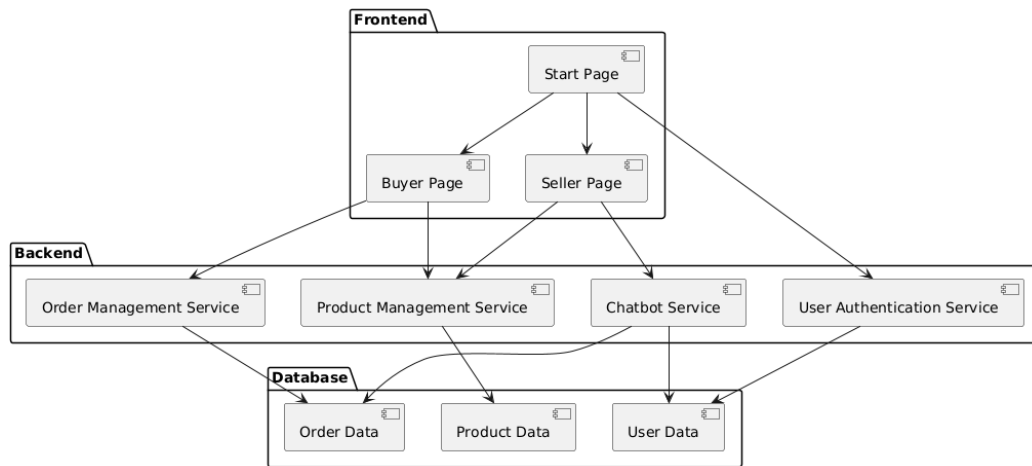 Frontend
Start Page
Buyer Page
Seller Page
Backend
Order Management Service
Product Management Service
Chatbot Service
User Authentication Service
Database
Order Data
Product Data
User Data